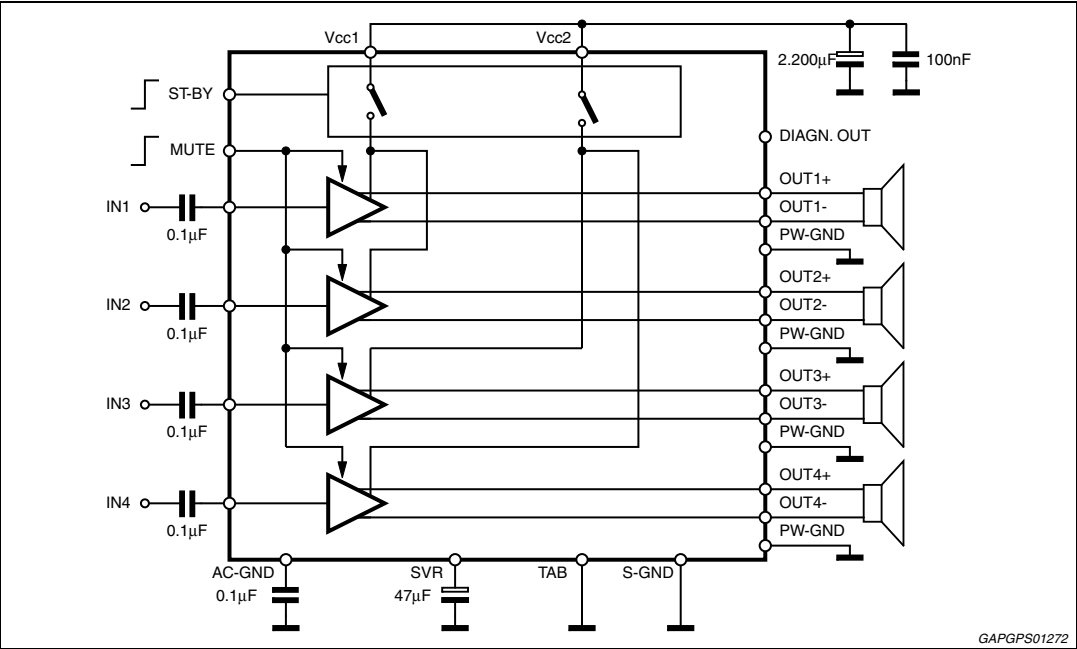 Vcc1
Vcc2
2.200µF
100nF
ST-BY
DIAGN. OUT
MUTE
OUT1+
IN1
OUT1-
0.1µF
PW-GND
OUT2+
IN2
OUT2-
0.1µF
PW-GND
OUT3+
IN3
OUT3-
0.1µF
PW-GND
OUT4+
IN4
OUT4-
0.1µF
PW-GND
AC-GND
SVR
TAB
S-GND
0.1µF
47µF
GAPGPS01272